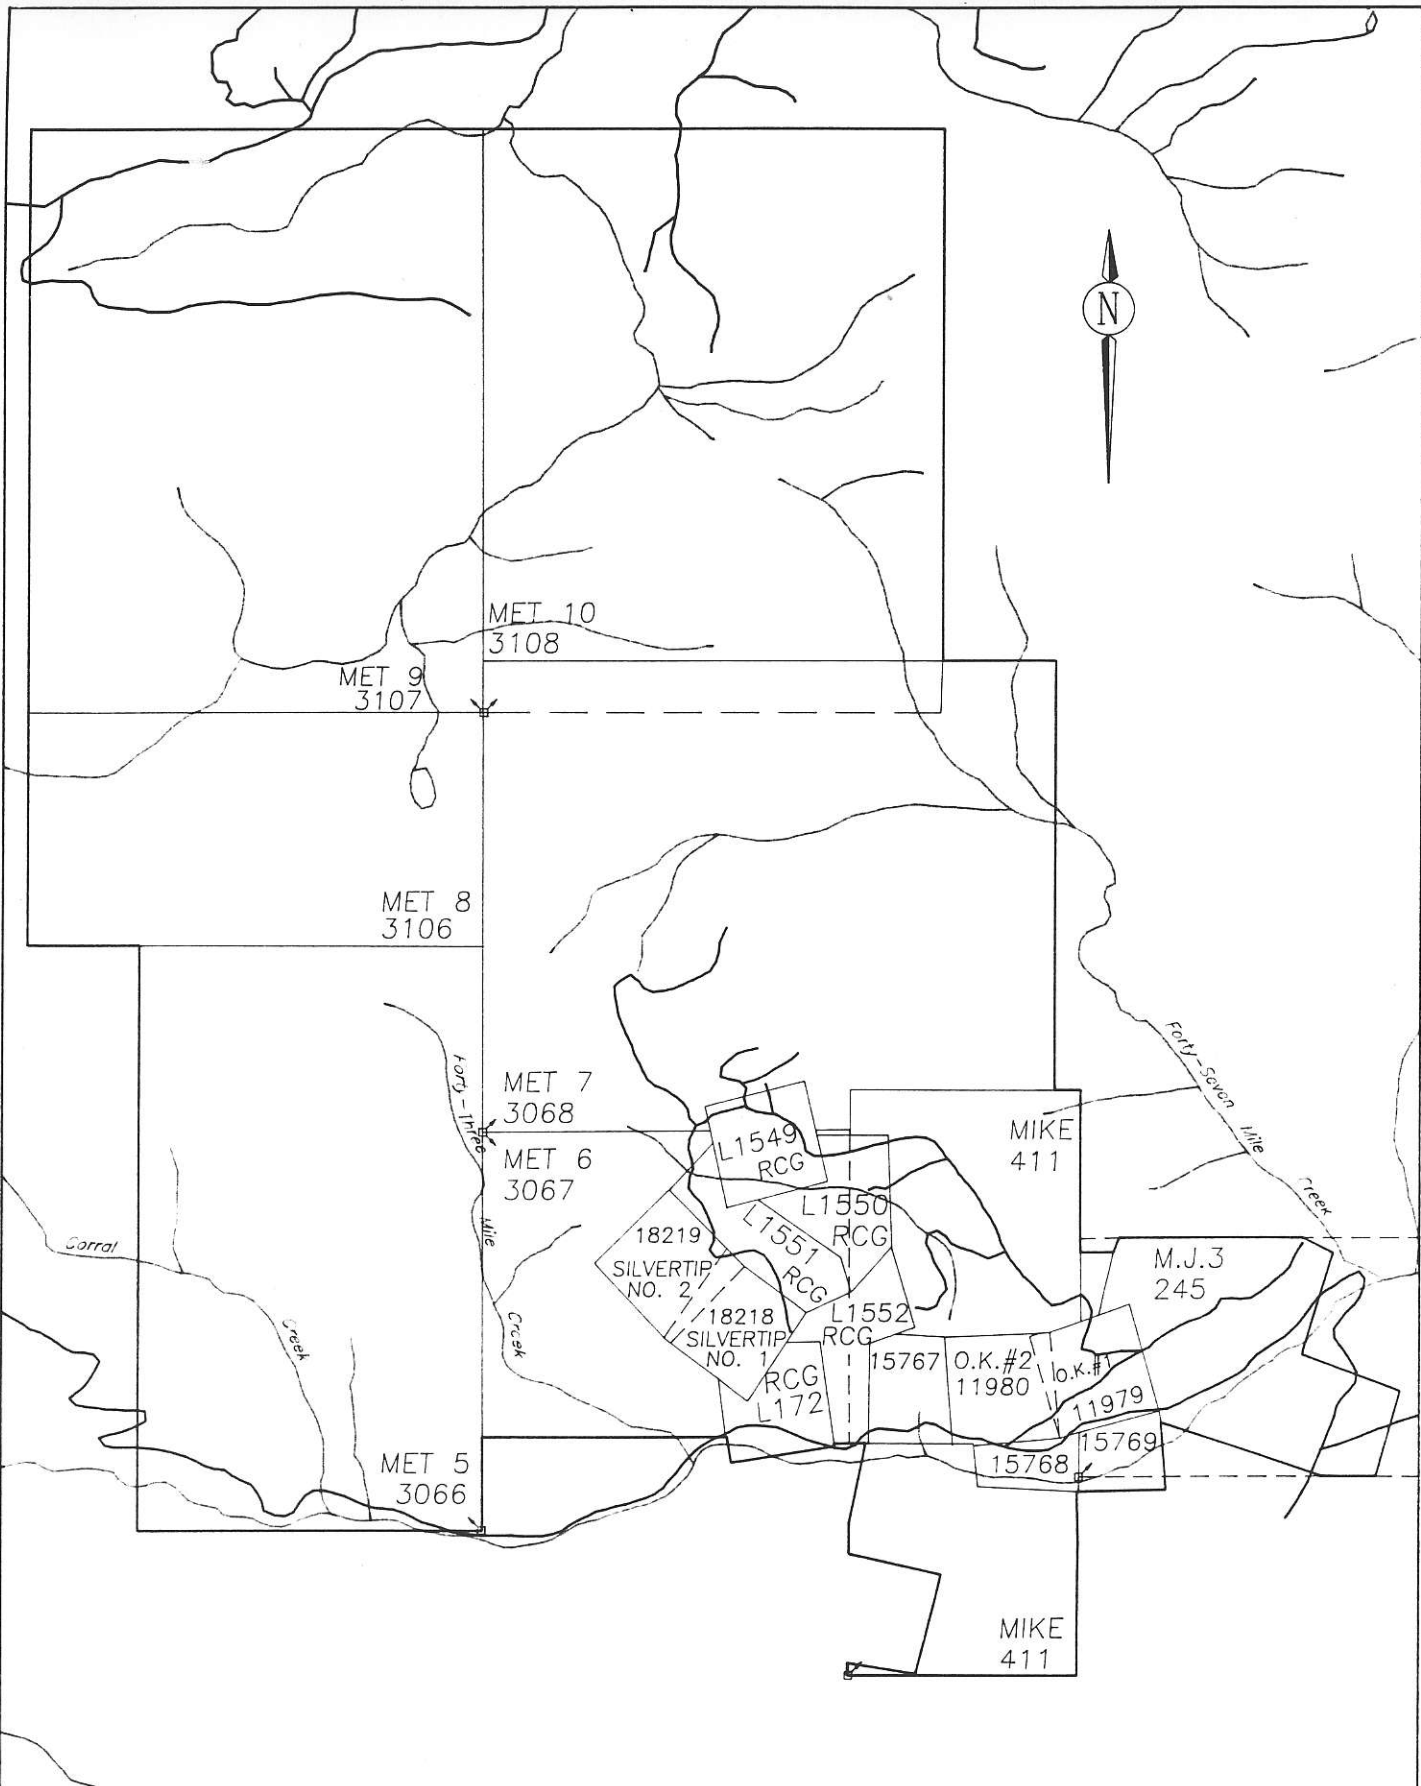 N
MET 10
3108
MET 9
3107
MET 8
3106
Forty-Seven Mile Creek
MET 7
3068
Forty-Three Mile Creek
MIKE
411
L1549
RCG
MET 6
3067
L1550
RCG
L1551
RCG
18219
SILVERTIP
NO. 2
Corral Creek
M.J.3
245
18218
SILVERTIP
NO. 1
L1552
RCG
15767
O.K.#2
11980
O.K.#1
11979
RCG
L172
15769
15768
MET 5
3066
MIKE
411